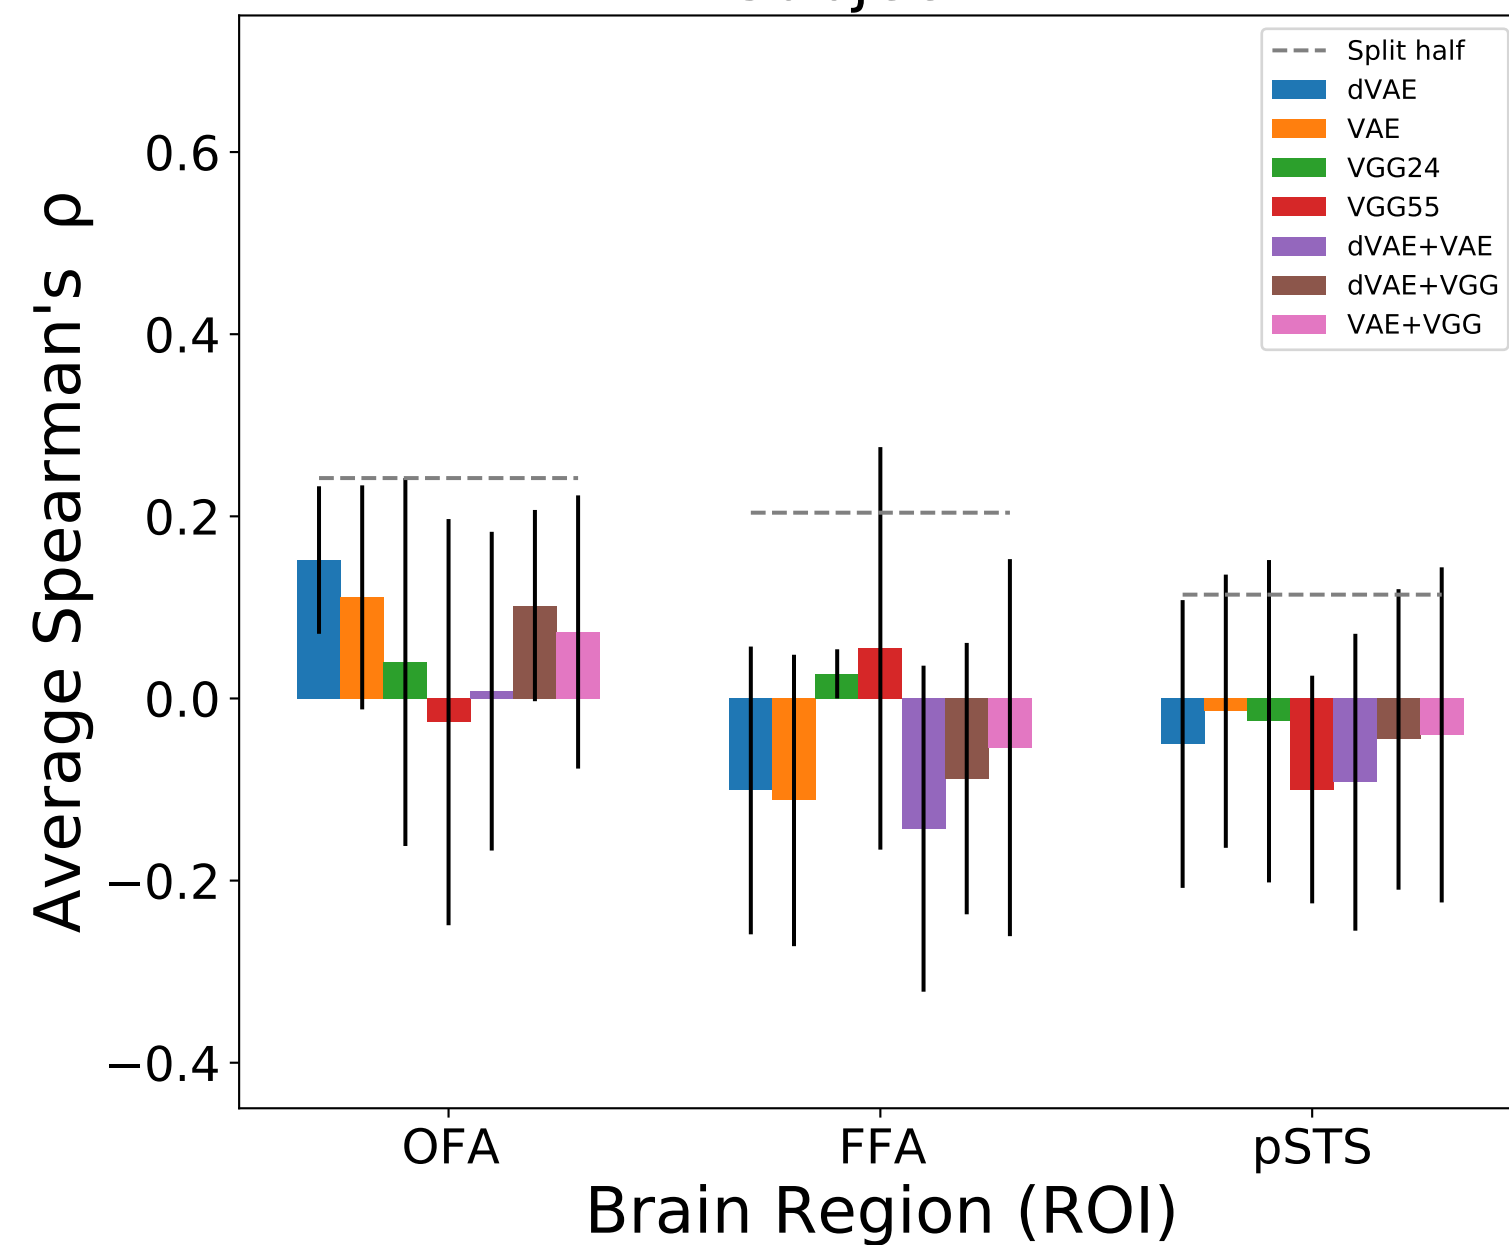 Split half
dVAE
VAE
VGG24
VGG55
dVAE+VAE
dVAE+VGG
VAE+VGG
0.6
0.4
0.2
0.0
−0.2
−0.4
Average Spearman's ρ
OFA
FFA
pSTS
Brain Region (ROI)